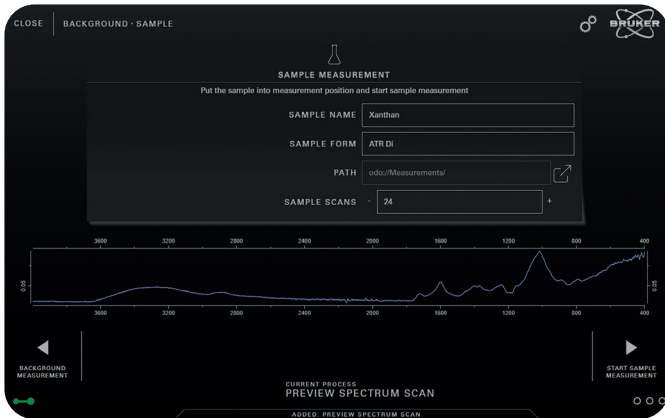 CLOSE
BACKGROUND · SAMPLE
BRUKER
SAMPLE MEASUREMENT
Put the sample into measurement position and start sample measurement
SAMPLE NAME Xanthan
SAMPLE FORM ATR Di
PATH odo://Measurements/
SAMPLE SCANS - 24 +
3600 3200 2800 2400 2000 1600 1200 800 400
0.05 0.05
3600 3200 2800 2400 2000 1600 1200 800 400
BACKGROUND
MEASUREMENT
START SAMPLE
MEASUREMENT
CURRENT PROCESS
PREVIEW SPECTRUM SCAN
ADDED: PREVIEW SPECTRUM SCAN